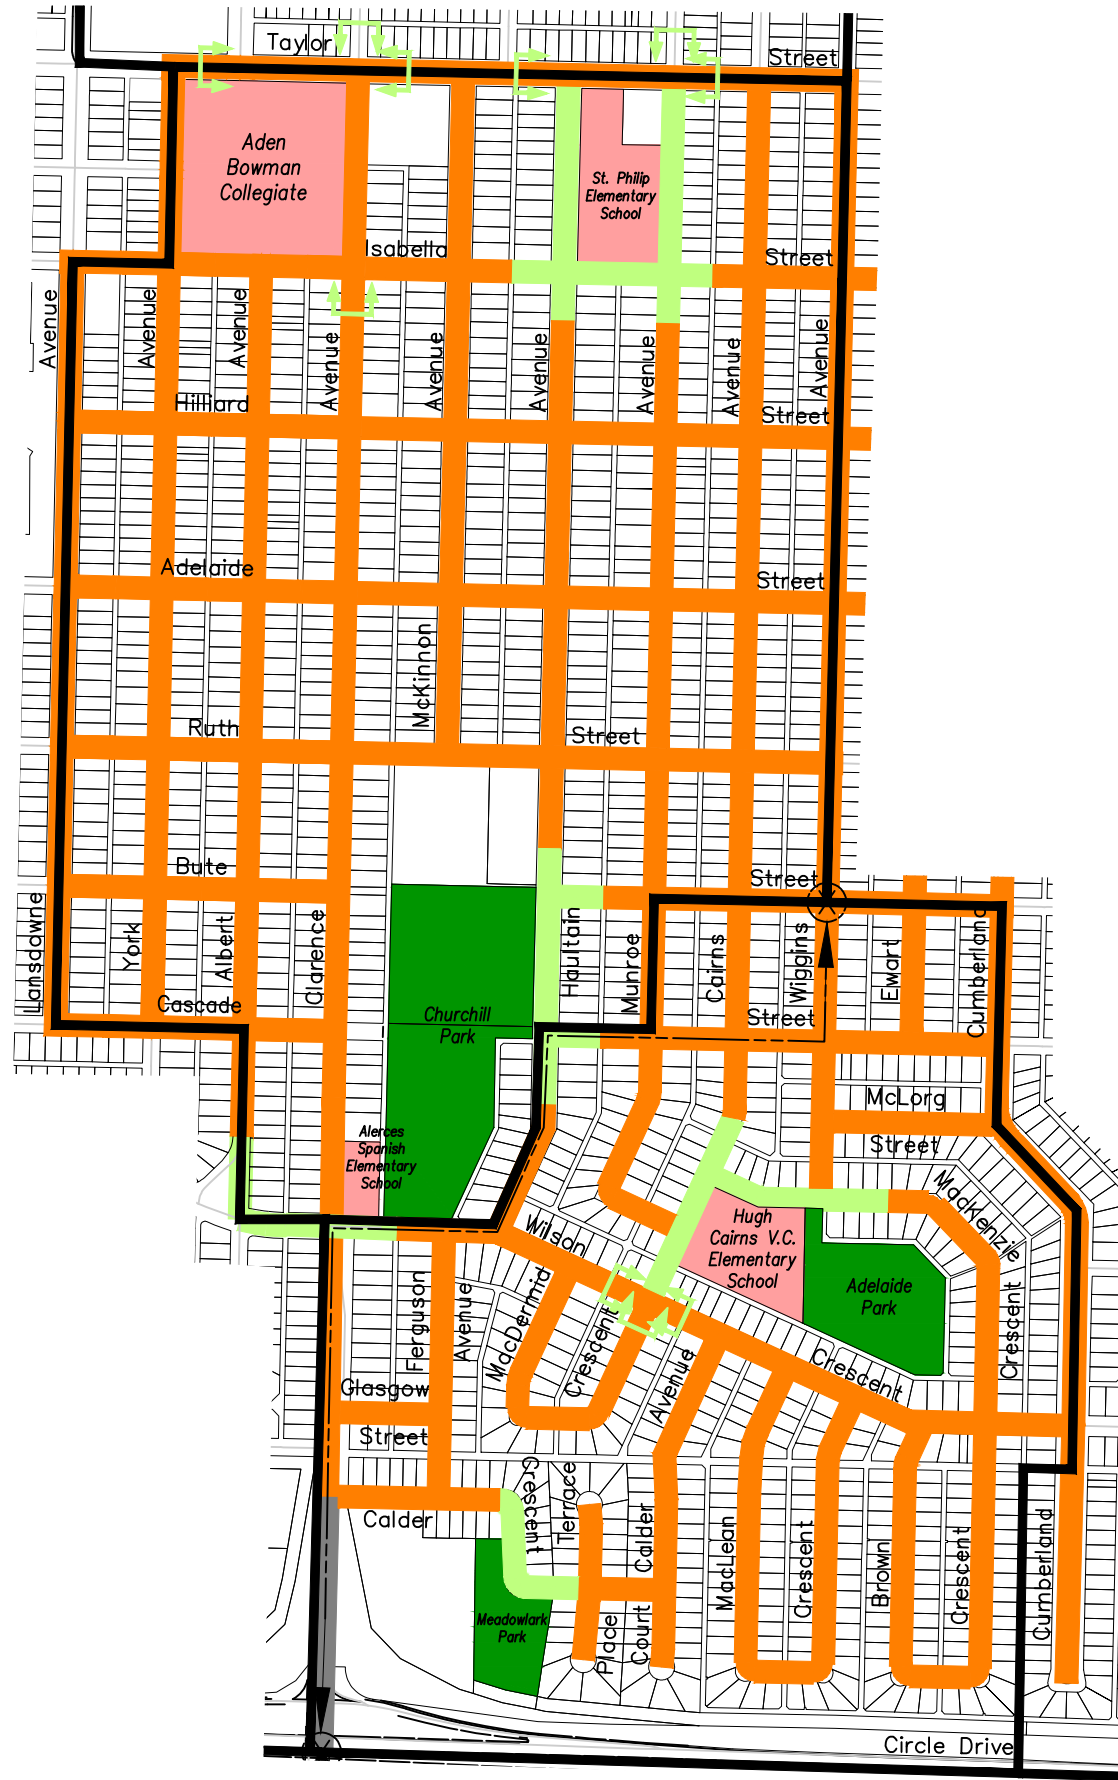 Taylor
Street
Aden
Bowman
Collegiate
St. Philip
Elementary
School
Isabella
Street
Avenue
Avenue
Avenue
Avenue
Avenue
Avenue
Avenue
Avenue
Avenue
Hilliard
Street
Adelaide
Street
McKinnon
Ruth
Street
Bute
Street
Lansdowne
York
Albert
Clarence
Haultain
Munroe
Cairns
Wiggins
Ewart
Cumberland
Cascade
Street
Churchill
Park
McLorg
Street
Alerces
Spanish
Elementary
School
MacKenzie
Crescent
Hugh
Cairns V.C.
Elementary
School
Adelaide
Park
Wilson
Crescent
Ferguson
Avenue
MacDermid
Crescent
Avenue
Glasgow
Street
Calder
Crescent
Terrace
Place
Calder
Court
MacLean
Crescent
Brown
Crescent
Cumberland
Meadowlark
Park
Circle Drive